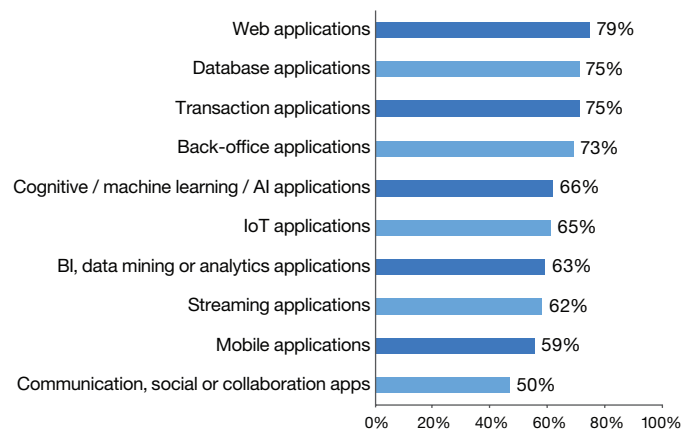 Web applications 79%
Database applications 75%
Transaction applications 75%
Back-office applications 73%
Cognitive / machine learning / AI applications 66%
IoT applications 65%
BI, data mining or analytics applications 63%
Streaming applications 62%
Mobile applications 59%
Communication, social or collaboration apps 50%
0% 20% 40% 60% 80% 100%